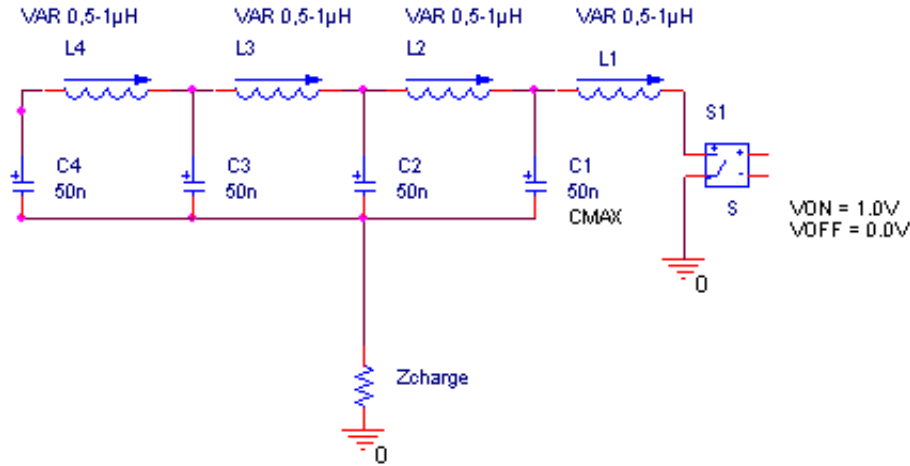 VAR 0,5-1µH VAR 0,5-1µH VAR 0,5-1µH VAR 0,5-1µH
L4 L3 L2 L1
S1
C4 C3 C2 C1
50n 50n 50n 50n
CMAX
S
VON = 1.0V
VOFF = 0.0V
0
Zcharge
0